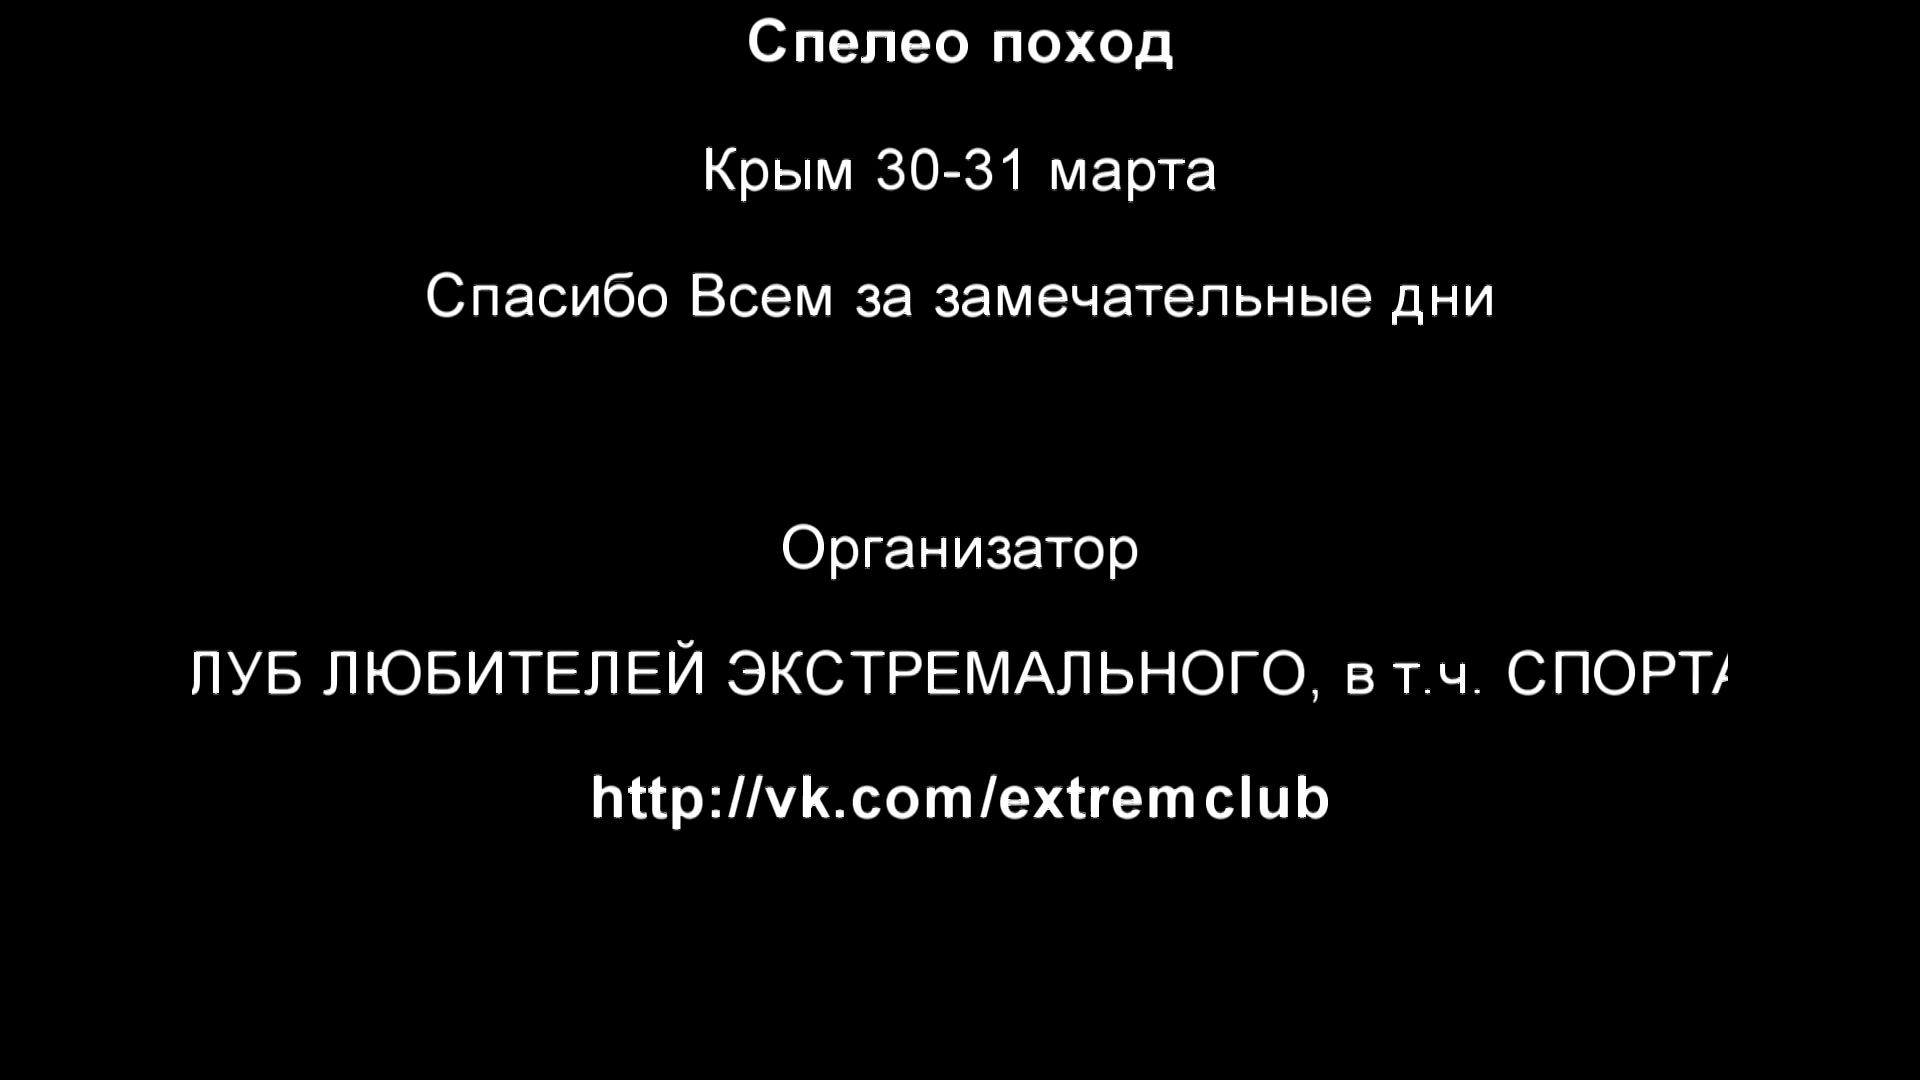 Спелео поход
Крым 30-31 марта
Спасибо Всем за замечательные дни
Организатор
ЛУБ ЛЮБИТЕЛЕЙ ЭКСТРЕМАЛЬНОГО, в т.ч. СПОРТА
http://vk.com/extremclub